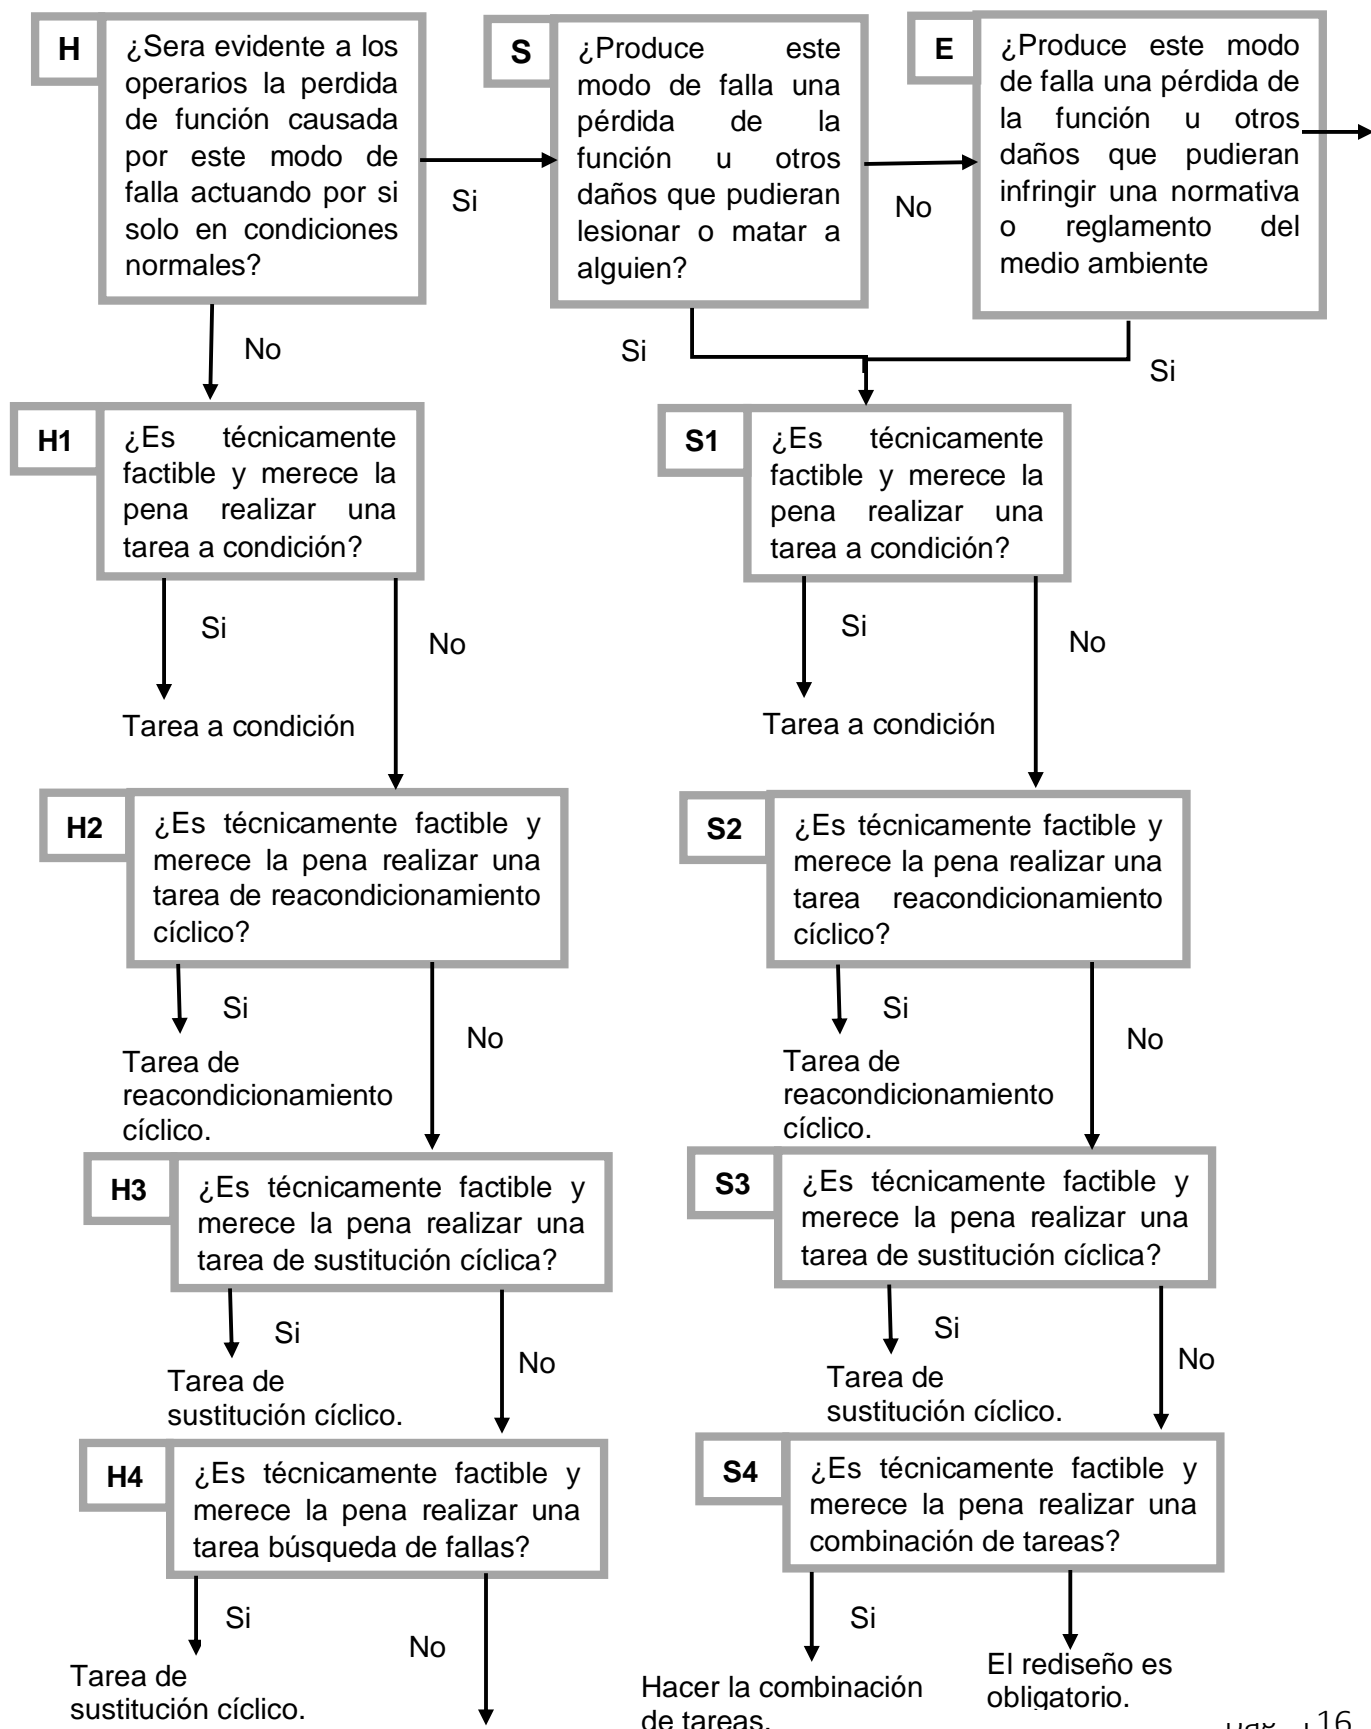 H
¿Sera evidente a los
operarios la perdida
de función causada
por este modo de
falla actuando por si
solo en condiciones
normales?
S
¿Produce este
modo de falla una
pérdida de la
función u otros
daños que pudieran
lesionar o matar a
alguien?
E
¿Produce este modo
de falla una pérdida de
la función u otros
daños que pudieran
infringir una normativa
o reglamento del
medio ambiente
Si
No
No
Si
Si
H1
¿Es técnicamente
factible y merece la
pena realizar una
tarea a condición?
S1
¿Es técnicamente
factible y merece la
pena realizar una
tarea a condición?
Si
No
Si
No
Tarea a condición
Tarea a condición
H2
¿Es técnicamente factible y
merece la pena realizar una
tarea de reacondicionamiento
cíclico?
S2
¿Es técnicamente factible y
merece la pena realizar una
tarea reacondicionamiento
cíclico?
Si
No
Si
No
Tarea de
reacondicionamiento
cíclico.
Tarea de
reacondicionamiento
cíclico.
H3
¿Es técnicamente factible y
merece la pena realizar una
tarea de sustitución cíclica?
S3
¿Es técnicamente factible y
merece la pena realizar una
tarea de sustitución cíclica?
Si
No
Si
No
Tarea de
sustitución cíclico.
Tarea de
sustitución cíclico.
H4
¿Es técnicamente factible y
merece la pena realizar una
tarea búsqueda de fallas?
S4
¿Es técnicamente factible y
merece la pena realizar una
combinación de tareas?
Si
No
Si
Tarea de
sustitución cíclico.
Hacer la combinación
de tareas.
El rediseño es
obligatorio.
16